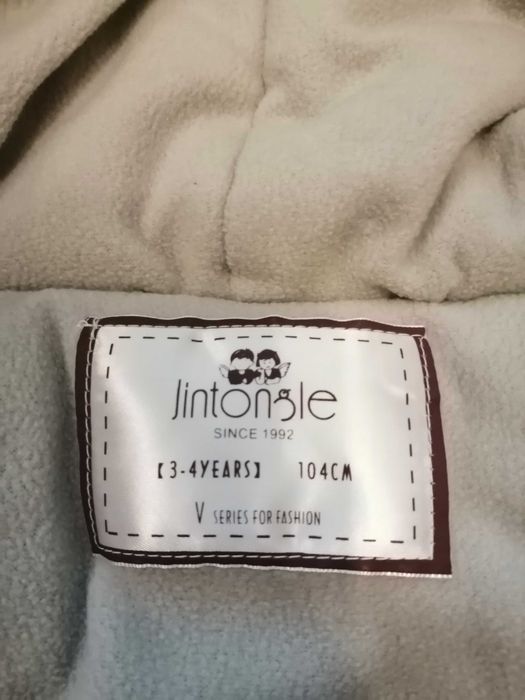 Jintongle
SINCE 1992
【3-4YEARS】 104CM
V SERIES FOR FASHION